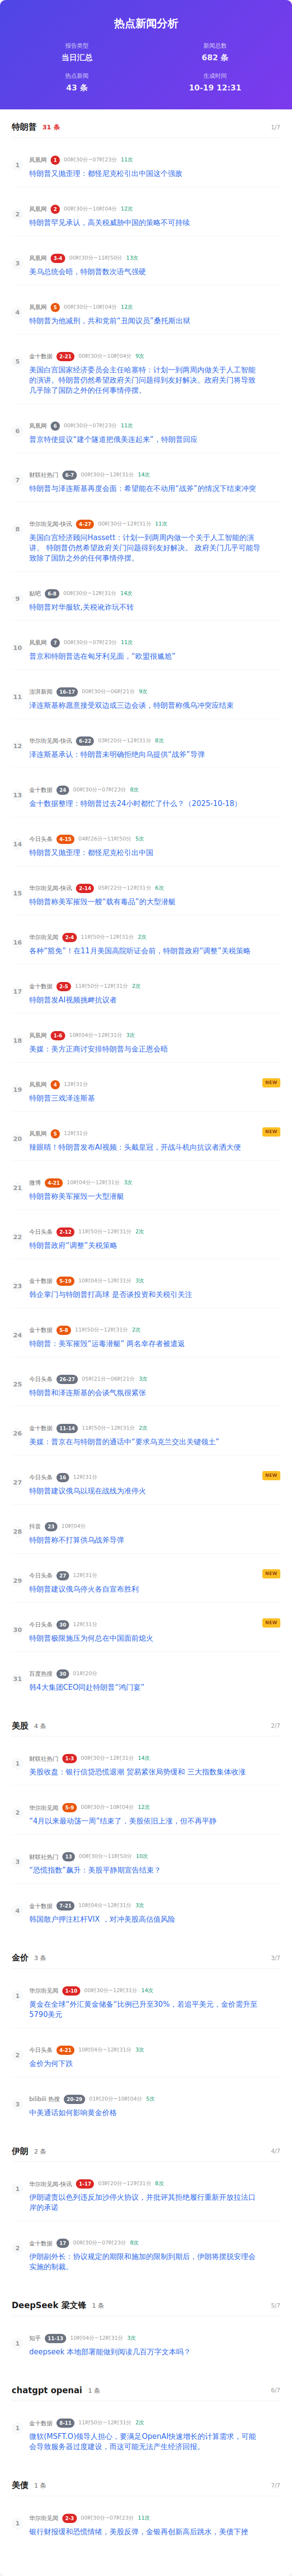 热点新闻分析
报告类型
当日汇总
新闻总数
682 条
热点新闻
43 条
生成时间
10-19 12:31
特朗普 31 条 1/7
1 凤凰网 1 00时30分~07时23分 11次
特朗普又抛歪理：都怪尼克松引出中国这个强敌
2 凤凰网 2 00时30分~10时04分 12次
特朗普罕见承认，高关税威胁中国的策略不可持续
3 凤凰网 3-4 00时30分~11时50分 13次
美乌总统会晤，特朗普数次语气强硬
4 凤凰网 5 00时30分~10时04分 12次
特朗普为他减刑，共和党前“丑闻议员”桑托斯出狱
5 金十数据 2-21 00时30分~10时04分 9次
美国白宫国家经济委员会主任哈塞特：计划一到两周内做关于人工智能
的演讲。特朗普仍然希望政府关门问题得到友好解决。政府关门将导致
几乎除了国防之外的任何事情停摆。
6 凤凰网 6 00时30分~07时23分 11次
普京特使提议“建个隧道把俄美连起来”，特朗普回应
7 财联社热门 6-7 00时30分~12时31分 14次
特朗普与泽连斯基再度会面：希望能在不动用“战斧”的情况下结束冲突
8 华尔街见闻-快讯 4-27 00时30分~12时31分 11次
美国白宫经济顾问Hassett：计划一到两周内做一个关于人工智能的演
讲。 特朗普仍然希望政府关门问题得到友好解决。 政府关门几乎可能导
致除了国防之外的任何事情停摆。
9 贴吧 6-8 00时30分~12时31分 14次
特朗普对华服软,关税讹诈玩不转
10 凤凰网 7 00时30分~07时23分 11次
普京和特朗普选在匈牙利见面，“欧盟很尴尬”
11 澎湃新闻 16-17 00时30分~06时21分 9次
泽连斯基称愿意接受双边或三边会谈，特朗普称俄乌冲突应结束
12 华尔街见闻-快讯 6-22 03时20分~12时31分 8次
泽连斯基承认：特朗普未明确拒绝向乌提供“战斧”导弹
13 金十数据 24 00时30分~07时23分 8次
金十数据整理：特朗普过去24小时都忙了什么？（2025-10-18）
14 今日头条 4-15 04时26分~11时50分 5次
特朗普又抛歪理：都怪尼克松引出中国
15 华尔街见闻-快讯 2-14 05时22分~12时31分 6次
特朗普称美军摧毁一艘“载有毒品”的大型潜艇
16 华尔街见闻 2-4 11时50分~12时31分 2次
各种“豁免”！在11月美国高院听证会前，特朗普政府“调整”关税策略
17 金十数据 2-5 11时50分~12时31分 2次
特朗普发AI视频挑衅抗议者
18 凤凰网 1-6 10时04分~12时31分 3次
美媒：美方正商讨安排特朗普与金正恩会晤
19 凤凰网 4 12时31分 NEW
特朗普三戏泽连斯基
20 凤凰网 5 12时31分 NEW
辣眼睛！特朗普发布AI视频：头戴皇冠，开战斗机向抗议者洒大便
21 微博 4-21 10时04分~12时31分 3次
特朗普称美军摧毁一大型潜艇
22 今日头条 2-12 11时50分~12时31分 2次
特朗普政府“调整”关税策略
23 金十数据 5-19 10时04分~12时31分 3次
韩企掌门与特朗普打高球 是否谈投资和关税引关注
24 金十数据 5-8 11时50分~12时31分 2次
特朗普：美军摧毁“运毒潜艇” 两名幸存者被遣返
25 今日头条 26-27 05时21分~06时21分 3次
特朗普和泽连斯基的会谈气氛很紧张
26 金十数据 11-14 11时50分~12时31分 2次
美媒：普京在与特朗普的通话中“要求乌克兰交出关键领土”
27 今日头条 16 12时31分 NEW
特朗普建议俄乌以现在战线为准停火
28 抖音 23 10时04分
特朗普称不打算供乌战斧导弹
29 今日头条 27 12时31分 NEW
特朗普建议俄乌停火各自宣布胜利
30 今日头条 30 12时31分 NEW
特朗普极限施压为何总在中国面前熄火
31 百度热搜 30 01时20分
韩4大集团CEO同赴特朗普“鸿门宴”
美股 4 条 2/7
1 财联社热门 1-3 00时30分~12时31分 14次
美股收盘：银行信贷恐慌退潮 贸易紧张局势缓和 三大指数集体收涨
2 华尔街见闻 5-9 00时30分~10时04分 12次
“4月以来最动荡一周”结束了，美股依旧上涨，但不再平静
3 财联社热门 13 00时30分~11时50分 10次
“恐慌指数”飙升：美股平静期宣告结束？
4 金十数据 7-21 10时04分~12时31分 3次
韩国散户押注杠杆VIX ，对冲美股高估值风险
金价 3 条 3/7
1 华尔街见闻 1-10 00时30分~12时31分 14次
黄金在全球“外汇黄金储备”比例已升至30%，若追平美元，金价需升至
5790美元
2 今日头条 4-21 10时04分~12时31分 3次
金价为何下跌
3 bilibili 热搜 20-29 01时20分~10时04分 5次
中美通话如何影响黄金价格
伊朗 2 条 4/7
1 华尔街见闻-快讯 1-17 03时20分~12时31分 8次
伊朗谴责以色列违反加沙停火协议，并批评其拒绝履行重新开放拉法口
岸的承诺
2 金十数据 17 00时30分~07时23分 8次
伊朗副外长：协议规定的期限和施加的限制到期后，伊朗将摆脱安理会
实施的制裁。
DeepSeek 梁文锋 1 条 5/7
1 知乎 11-13 10时04分~12时31分 3次
deepseek 本地部署能做到阅读几百万字文本吗？
chatgpt openai 1 条 6/7
1 金十数据 8-11 11时50分~12时31分 2次
微软(MSFT.O)领导人担心，要满足OpenAI快速增长的计算需求，可能
会导致服务器过度建设，而这可能无法产生经济回报。
美债 1 条 7/7
1 华尔街见闻 2-3 00时30分~07时23分 11次
银行财报缓和恐慌情绪，美股反弹，金银再创新高后跳水，美债下挫